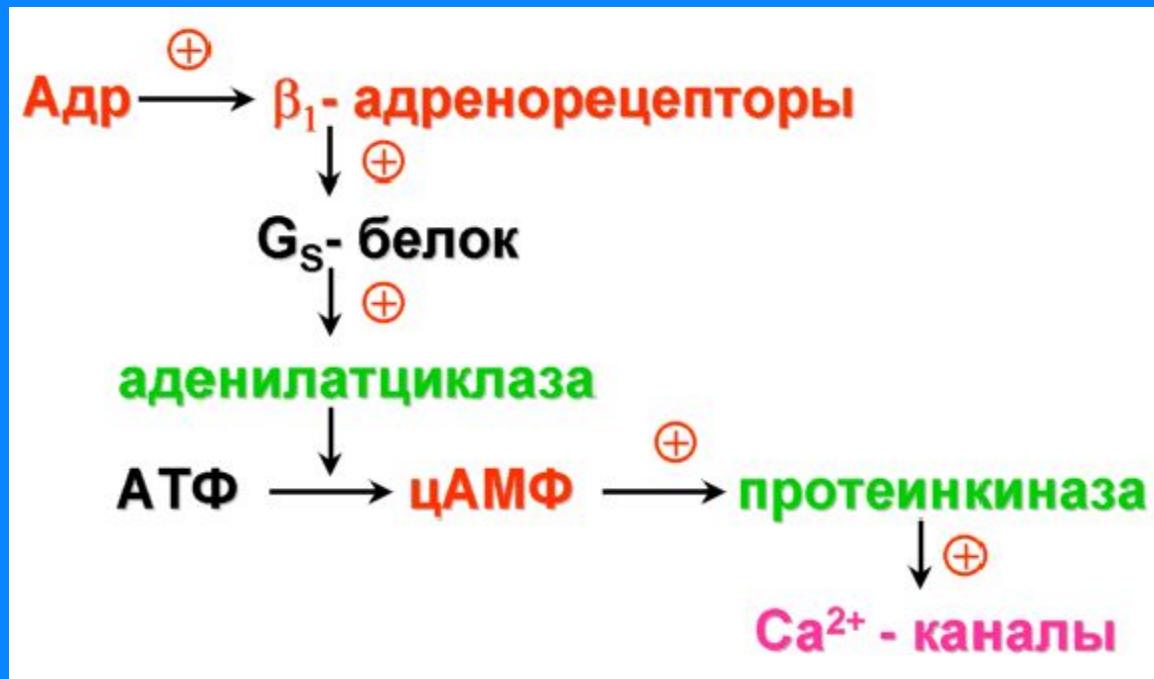 Адр β₁- адренорецепторы
Gₛ- белок
аденилатциклаза
АТФ цАМФ протеинкиназа
Ca²⁺ - каналы